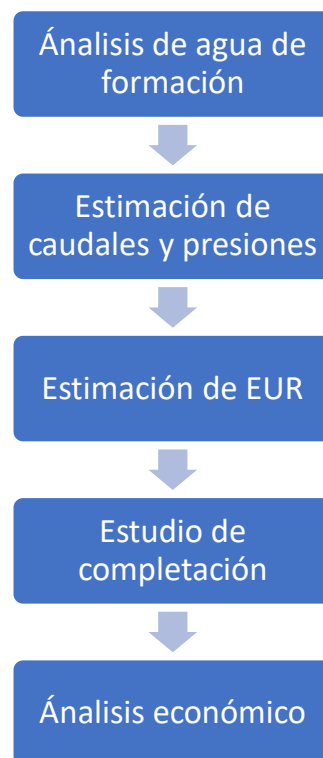 Ánalisis de agua de
formación
Estimación de
caudales y presiones
Estimación de EUR
Estudio de
completación
Ánalisis económico